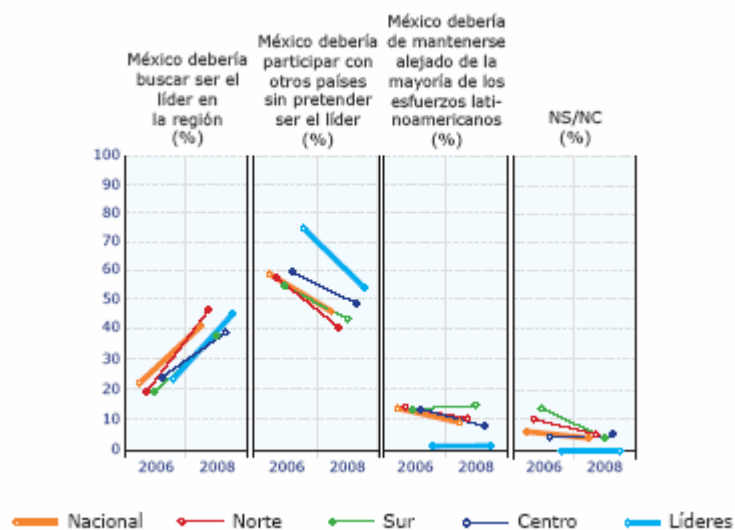 México debería
buscar ser el
líder en
la región
(%)
México debería
participar con
otros países
sin pretender
ser el líder
(%)
México debería
de mantenerse
alejado de la
mayoría de los
esfuerzos lati-
noamericanos
(%)
NS/NC
(%)
100
90
80
70
60
50
40
30
20
10
0
2006 2008
2006 2008
2006 2008
2006 2008
Nacional Norte Sur Centro Líderes